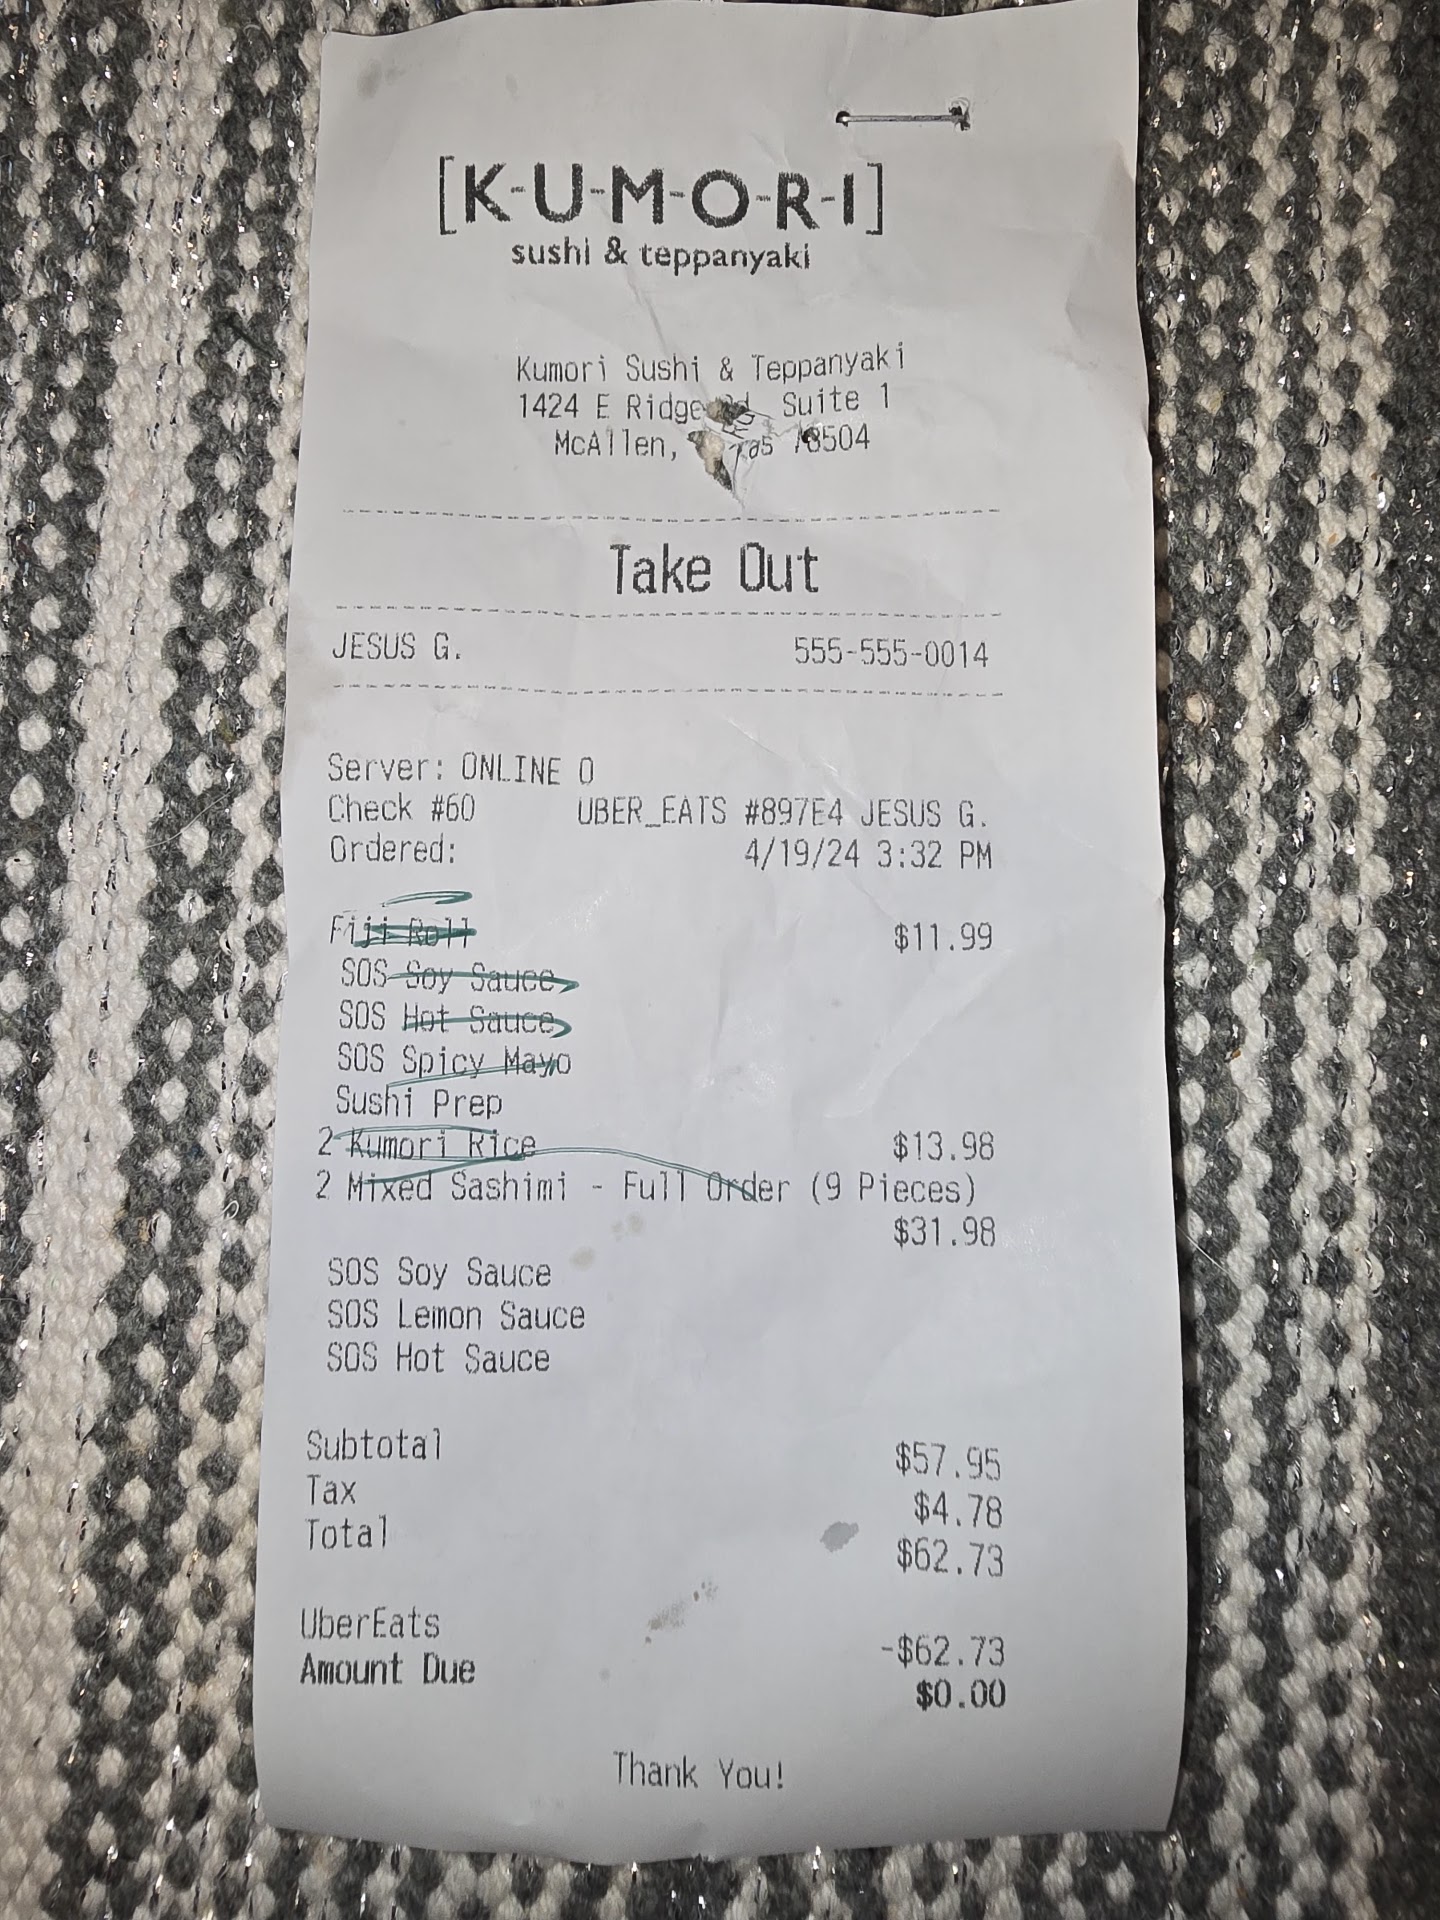 [K-U-M-O-R-I]
sushi & teppanyaki
Kumori Sushi & Teppanyaki
1424 E Ridge Rd Suite 1
McAllen, 78504
Take Out
JESUS G. 555-555-0014
Server: ONLINE O
Check #60 UBER_EATS #897E4 JESUS G.
Ordered: 4/19/24 3:32 PM
Fiji Roll $11.99
SOS Soy Sauce
SOS Hot Sauce
SOS Spicy Mayo
Sushi Prep
2 Kumori Rice $13.98
2 Mixed Sashimi - Full Order (9 Pieces)
$31.98
SOS Soy Sauce
SOS Lemon Sauce
SOS Hot Sauce
Subtotal $57.95
Tax $4.78
Total $62.73
UberEats -$62.73
Amount Due $0.00
Thank You!